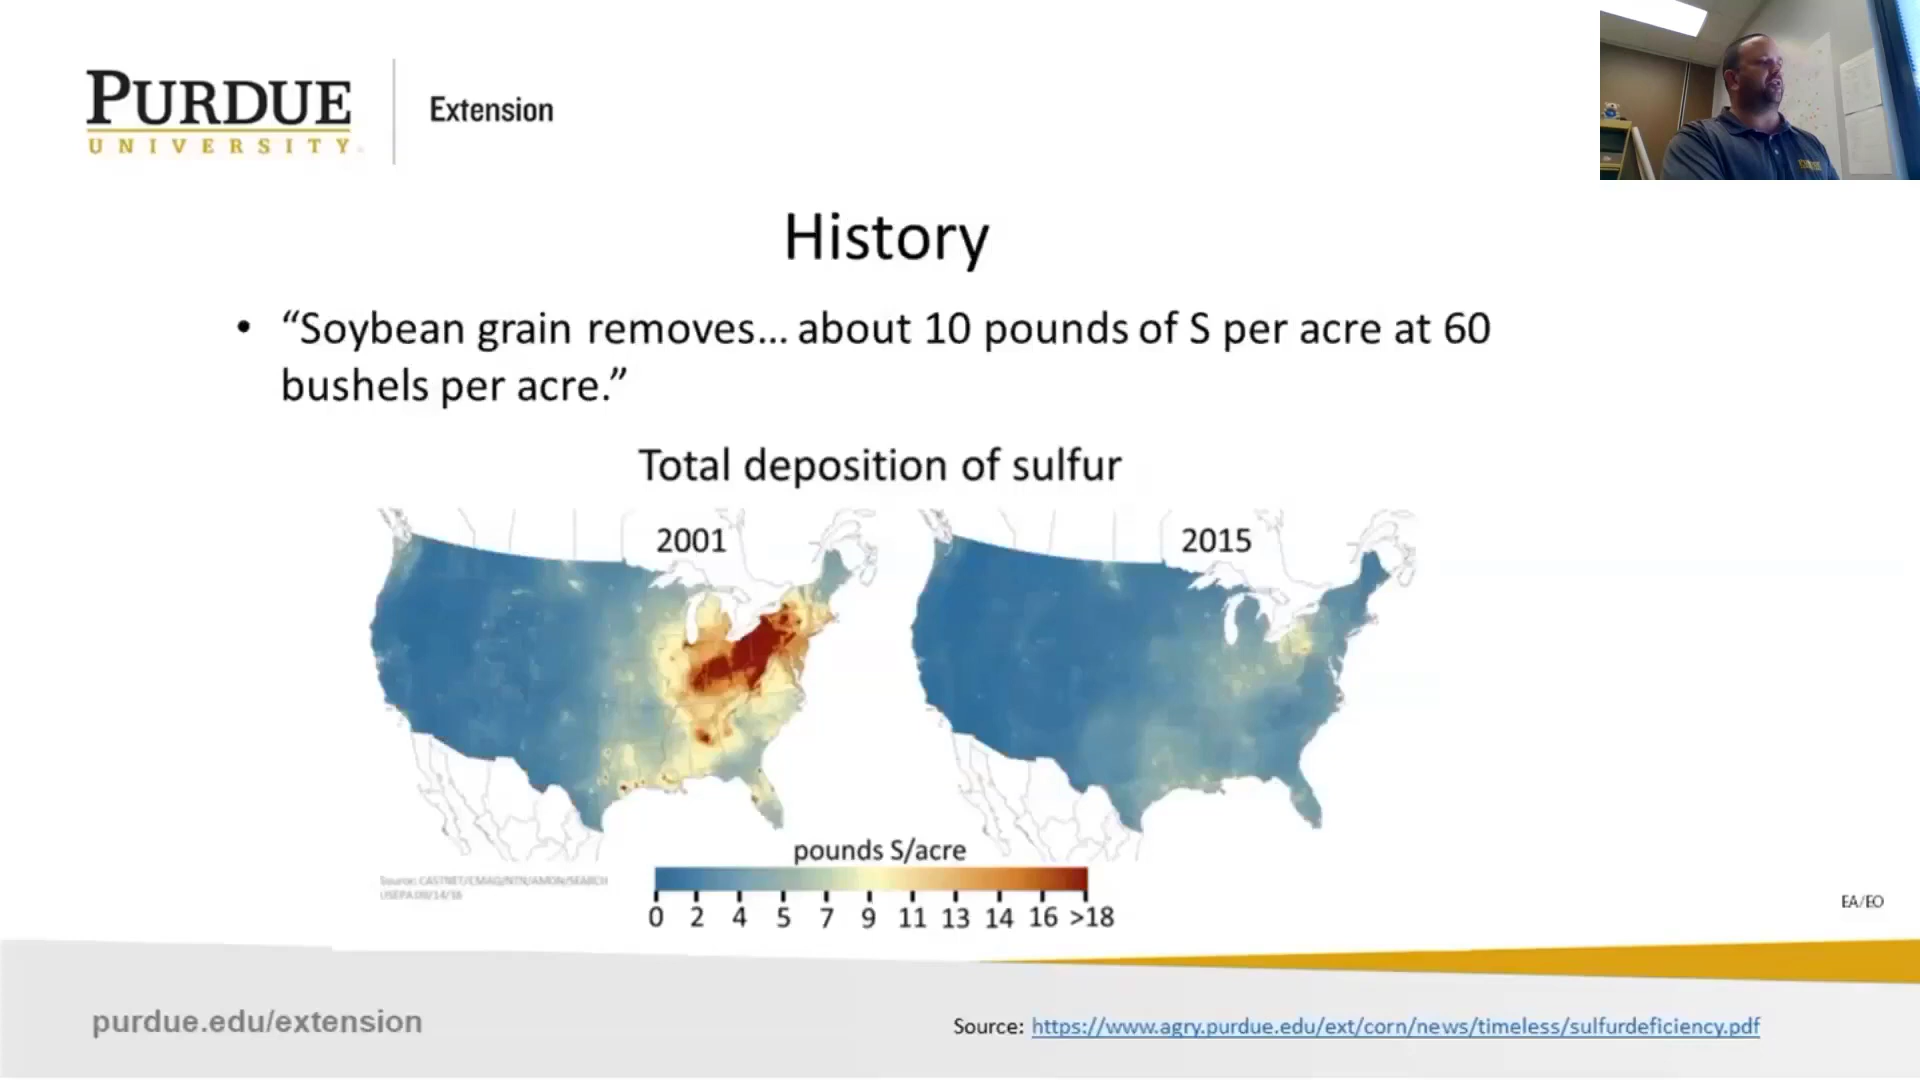 PURDUE
UNIVERSITY
Extension
History
• “Soybean grain removes… about 10 pounds of S per acre at 60
bushels per acre.”
Total deposition of sulfur
2001
2015
pounds S/acre
0 2 4 5 7 9 11 13 14 16 >18
Source: CASTNET/CMAQ/NTN/AMON/SEARCH
USEPA
EA/EO
purdue.edu/extension
Source: https://www.agry.purdue.edu/ext/corn/news/timeless/sulfurdeficiency.pdf